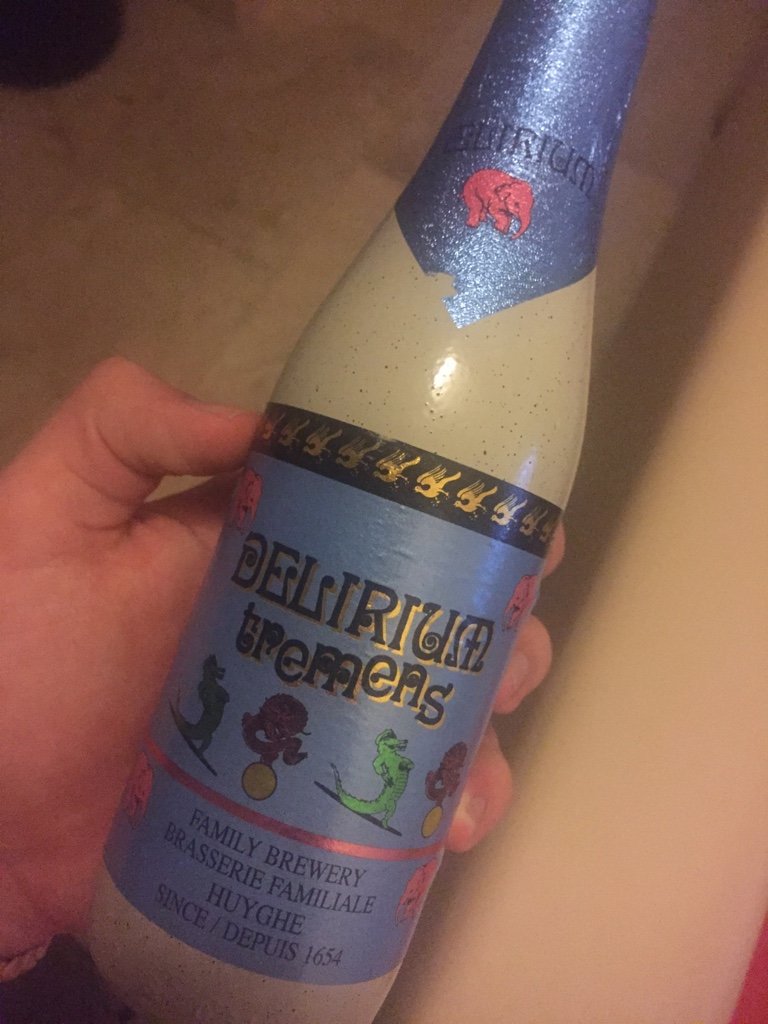 DELIRIUM
DELIRIUM
tremens
FAMILY BREWERY
BRASSERIE FAMILIALE
HUYGHE
SINCE / DEPUIS 1654